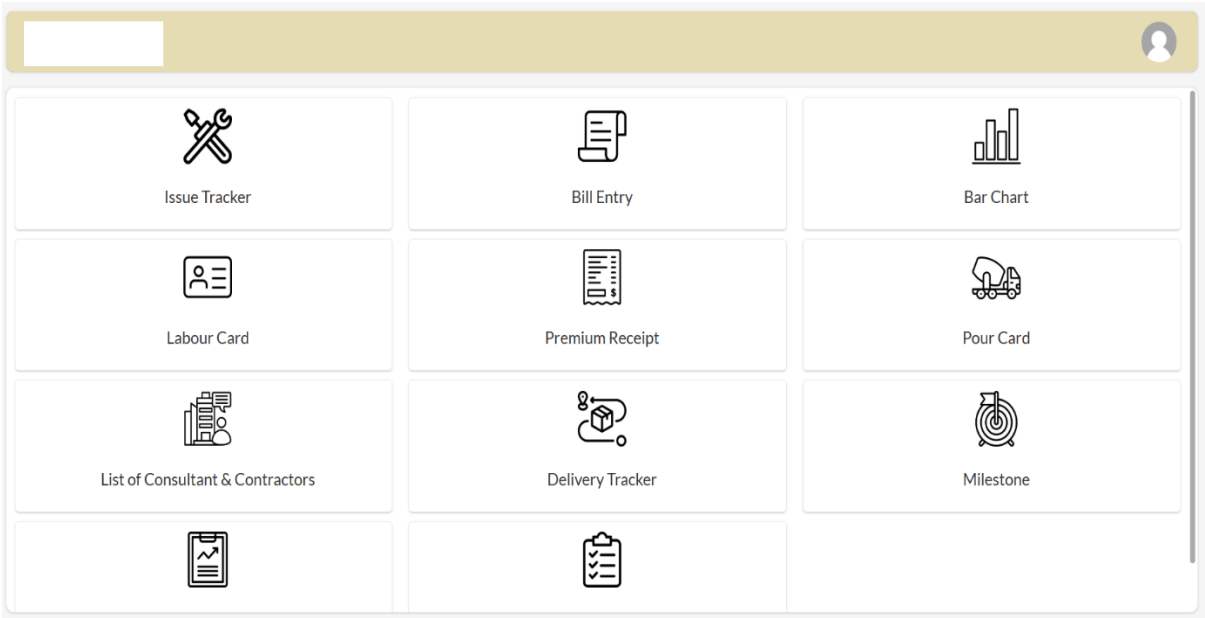 Issue Tracker
Bill Entry
Bar Chart
Labour Card
Premium Receipt
$
Pour Card
List of Consultant & Contractors
Delivery Tracker
Milestone